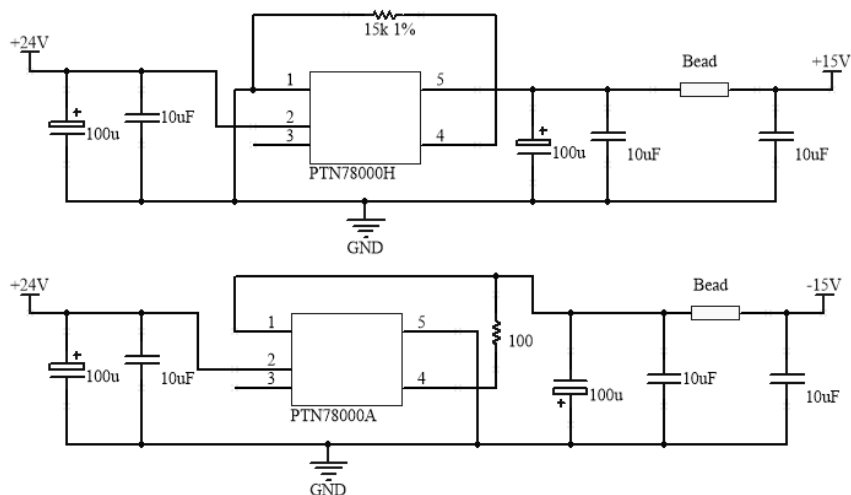 +24V
15k 1%
+15V
Bead
1
5
2
3
4
100u
10uF
PTN78000H
100u
10uF
10uF
GND
+24V
Bead
-15V
1
5
2
3
4
100
100u
10uF
PTN78000A
100u
10uF
10uF
GND